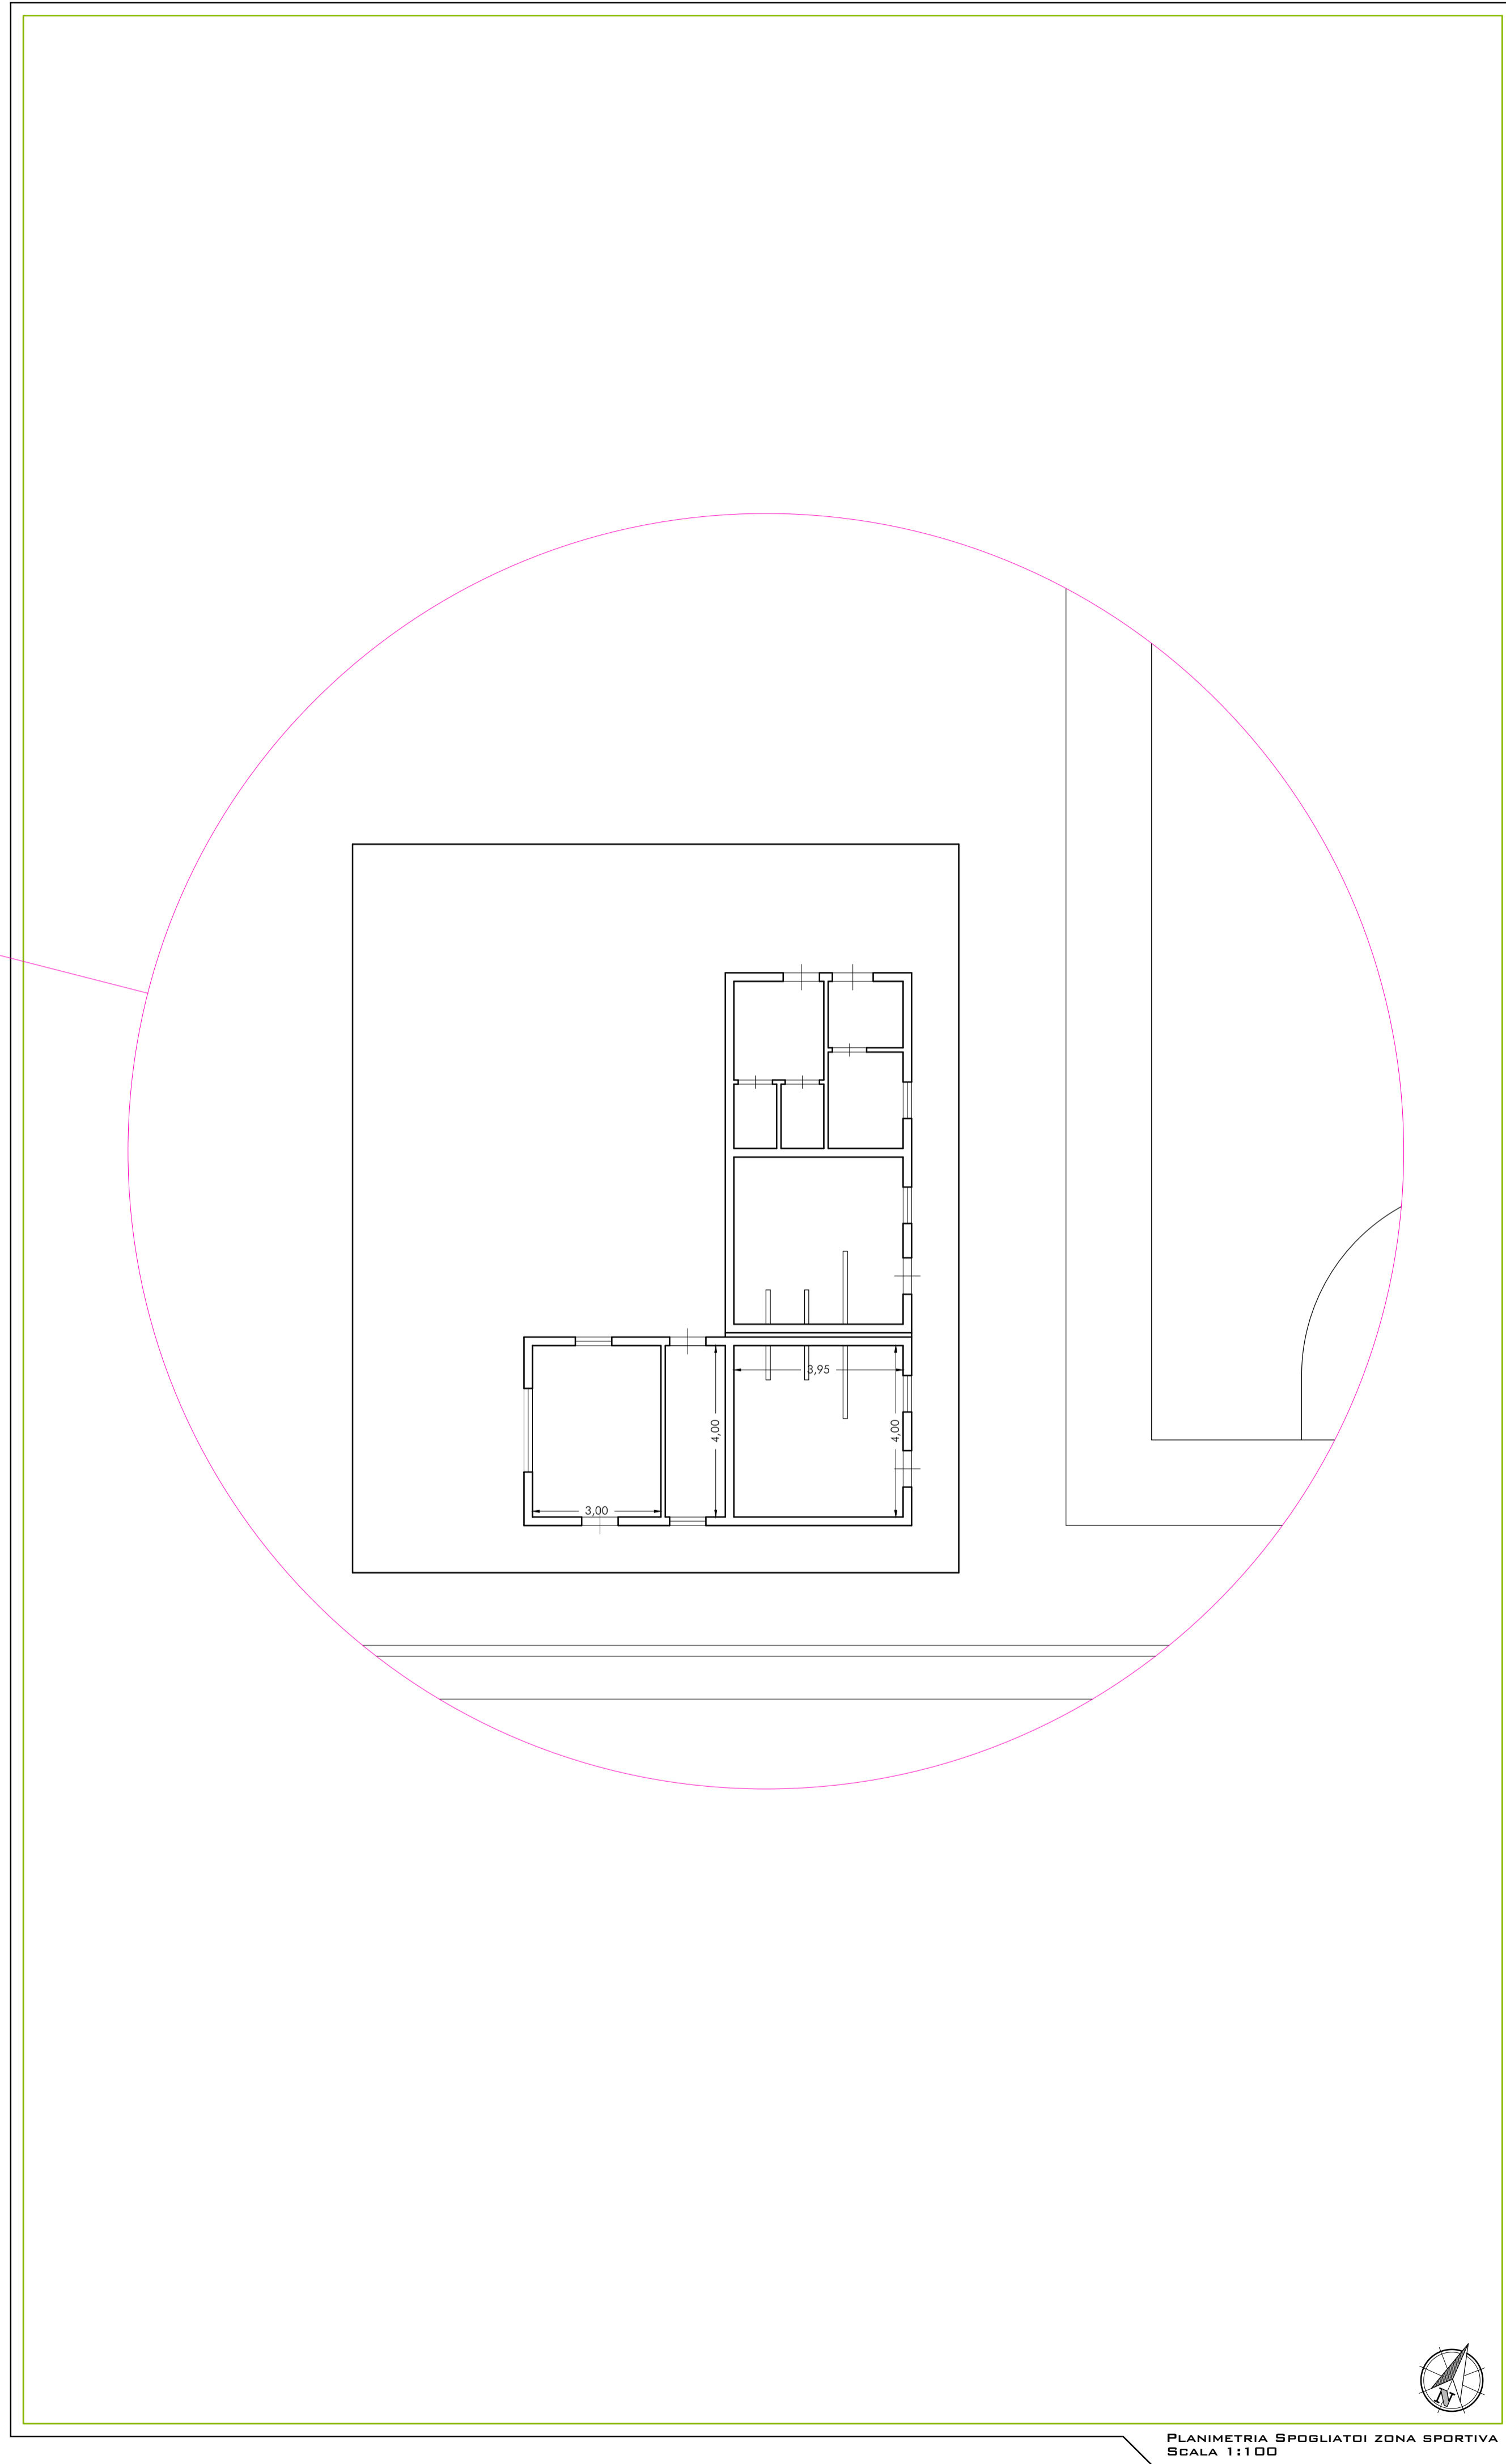 3,95
4,00
4,00
3,00
N
Planimetria Spogliatoi zona sportiva
Scala 1:100